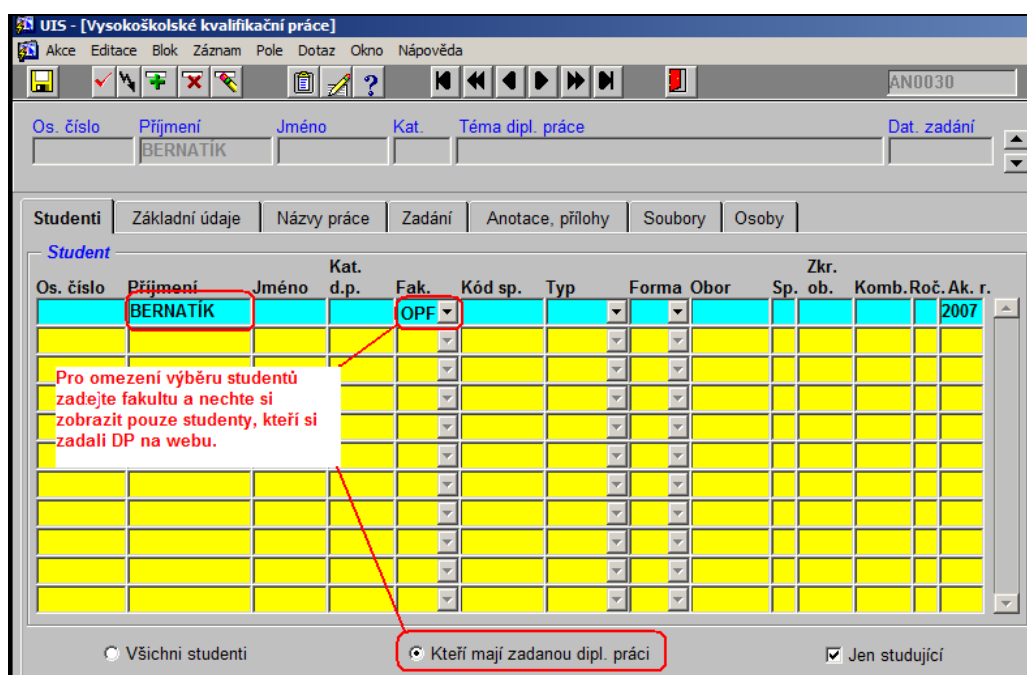 UIS - [Vysokoškolské kvalifikační práce]
Akce Editace Blok Záznam Pole Dotaz Okno Nápověda
AN0030
Os. číslo Příjmení Jméno Kat. Téma dipl. práce Dat. zadání
BERNATÍK
Studenti Základní údaje Názvy práce Zadání Anotace, přílohy Soubory Osoby
Student
Kat. Zkr.
Os. číslo Příjmení Jméno d.p. Fak. Kód sp. Typ Forma Obor Sp. ob. Komb. Roč. Ak. r.
BERNATÍK OPF 2007
Pro omezení výběru studentů
zadejte fakultu a nechte si
zobrazit pouze studenty, kteří si
zadali DP na webu.
Všichni studenti Kteří mají zadanou dipl. práci Jen studující